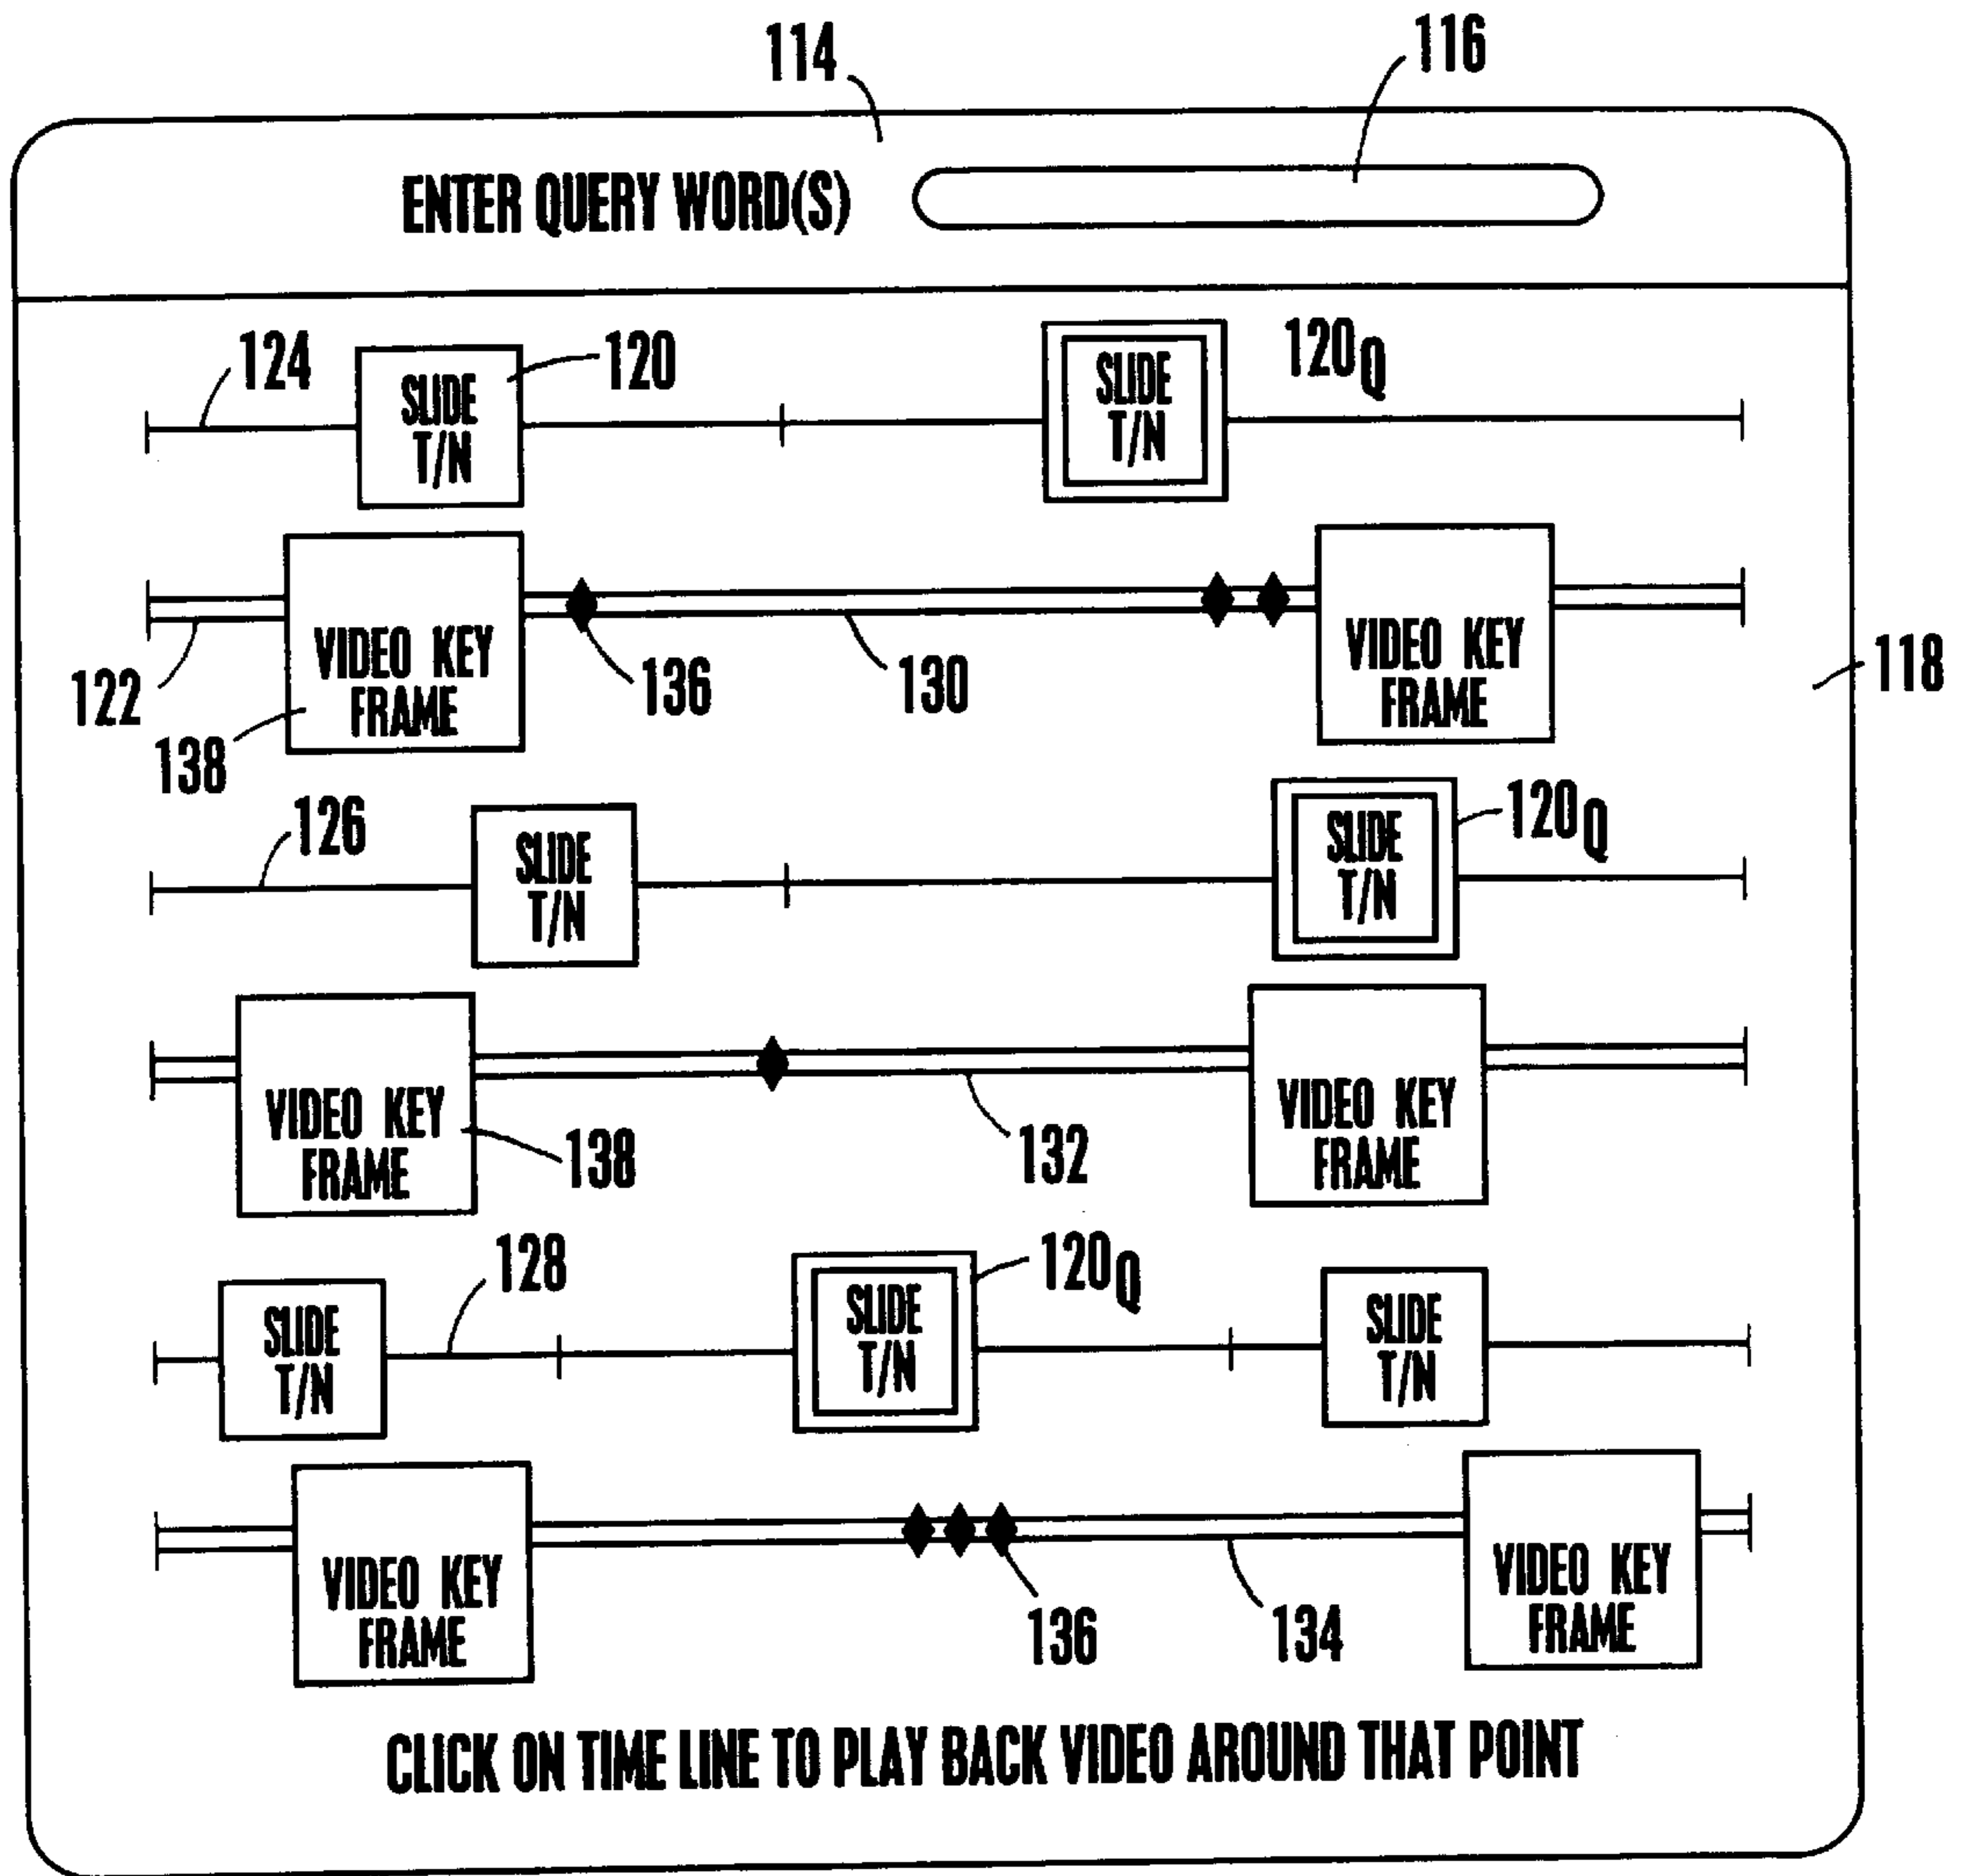 114
116
ENTER QUERY WORD(S)
124
SLIDE
T/N
120
SLIDE
T/N
120Q
122
138
VIDEO KEY
FRAME
136
130
VIDEO KEY
FRAME
118
126
SLIDE
T/N
SLIDE
T/N
120Q
VIDEO KEY
FRAME
138
132
VIDEO KEY
FRAME
SLIDE
T/N
128
SLIDE
T/N
120Q
SLIDE
T/N
VIDEO KEY
FRAME
136
134
VIDEO KEY
FRAME
CLICK ON TIME LINE TO PLAY BACK VIDEO AROUND THAT POINT